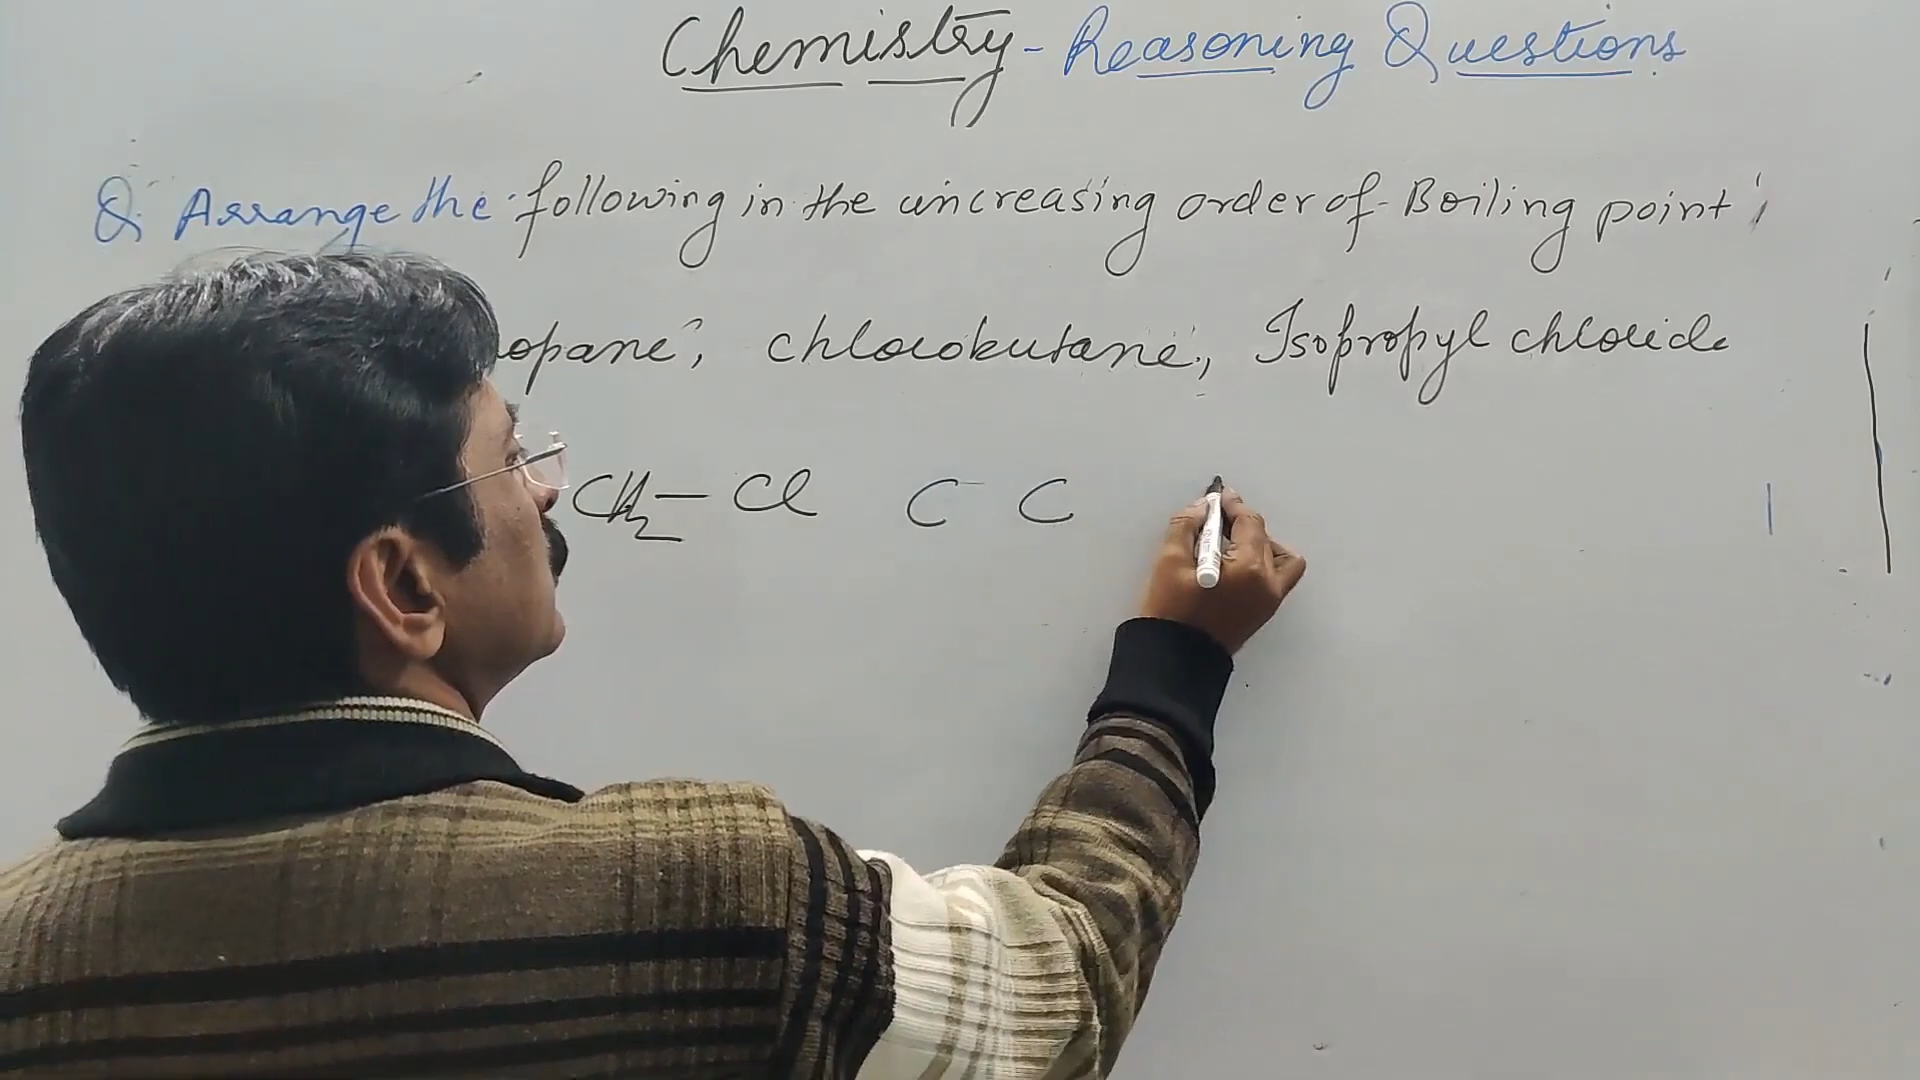 Chemistry - Reasoning Questions
Q. Arrange the following in the increasing order of Boiling point
opane, chlorobutane, Isopropyl chloride
CH2 — Cl C C